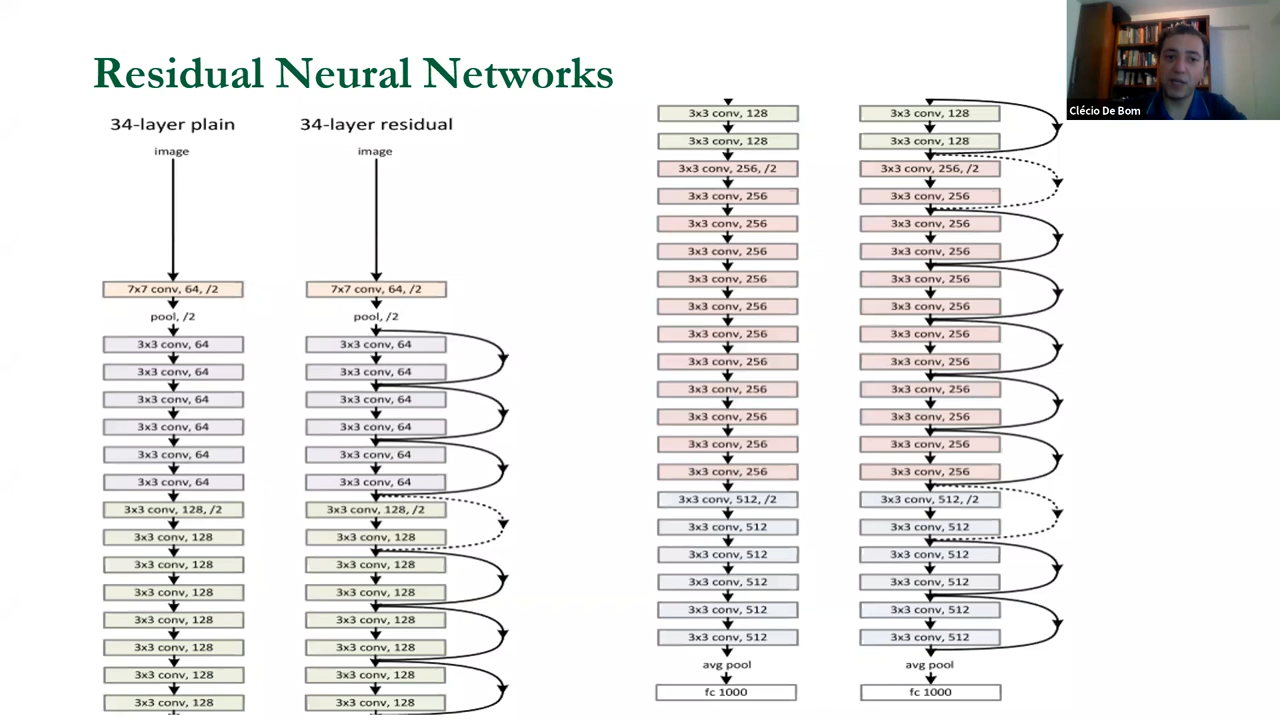 Residual Neural Networks
Clécio De Bom
34-layer plain
image
7x7 conv, 64, /2
pool, /2
3x3 conv, 64
3x3 conv, 64
3x3 conv, 64
3x3 conv, 64
3x3 conv, 64
3x3 conv, 64
3x3 conv, 128, /2
3x3 conv, 128
3x3 conv, 128
3x3 conv, 128
3x3 conv, 128
3x3 conv, 128
3x3 conv, 128
3x3 conv, 128
34-layer residual
image
7x7 conv, 64, /2
pool, /2
3x3 conv, 64
3x3 conv, 64
3x3 conv, 64
3x3 conv, 64
3x3 conv, 64
3x3 conv, 64
3x3 conv, 128, /2
3x3 conv, 128
3x3 conv, 128
3x3 conv, 128
3x3 conv, 128
3x3 conv, 128
3x3 conv, 128
3x3 conv, 128
3x3 conv, 128
3x3 conv, 128
3x3 conv, 256, /2
3x3 conv, 256
3x3 conv, 256
3x3 conv, 256
3x3 conv, 256
3x3 conv, 256
3x3 conv, 256
3x3 conv, 256
3x3 conv, 256
3x3 conv, 256
3x3 conv, 256
3x3 conv, 256
3x3 conv, 512, /2
3x3 conv, 512
3x3 conv, 512
3x3 conv, 512
3x3 conv, 512
3x3 conv, 512
avg pool
fc 1000
3x3 conv, 128
3x3 conv, 128
3x3 conv, 256, /2
3x3 conv, 256
3x3 conv, 256
3x3 conv, 256
3x3 conv, 256
3x3 conv, 256
3x3 conv, 256
3x3 conv, 256
3x3 conv, 256
3x3 conv, 256
3x3 conv, 256
3x3 conv, 256
3x3 conv, 512, /2
3x3 conv, 512
3x3 conv, 512
3x3 conv, 512
3x3 conv, 512
3x3 conv, 512
avg pool
fc 1000